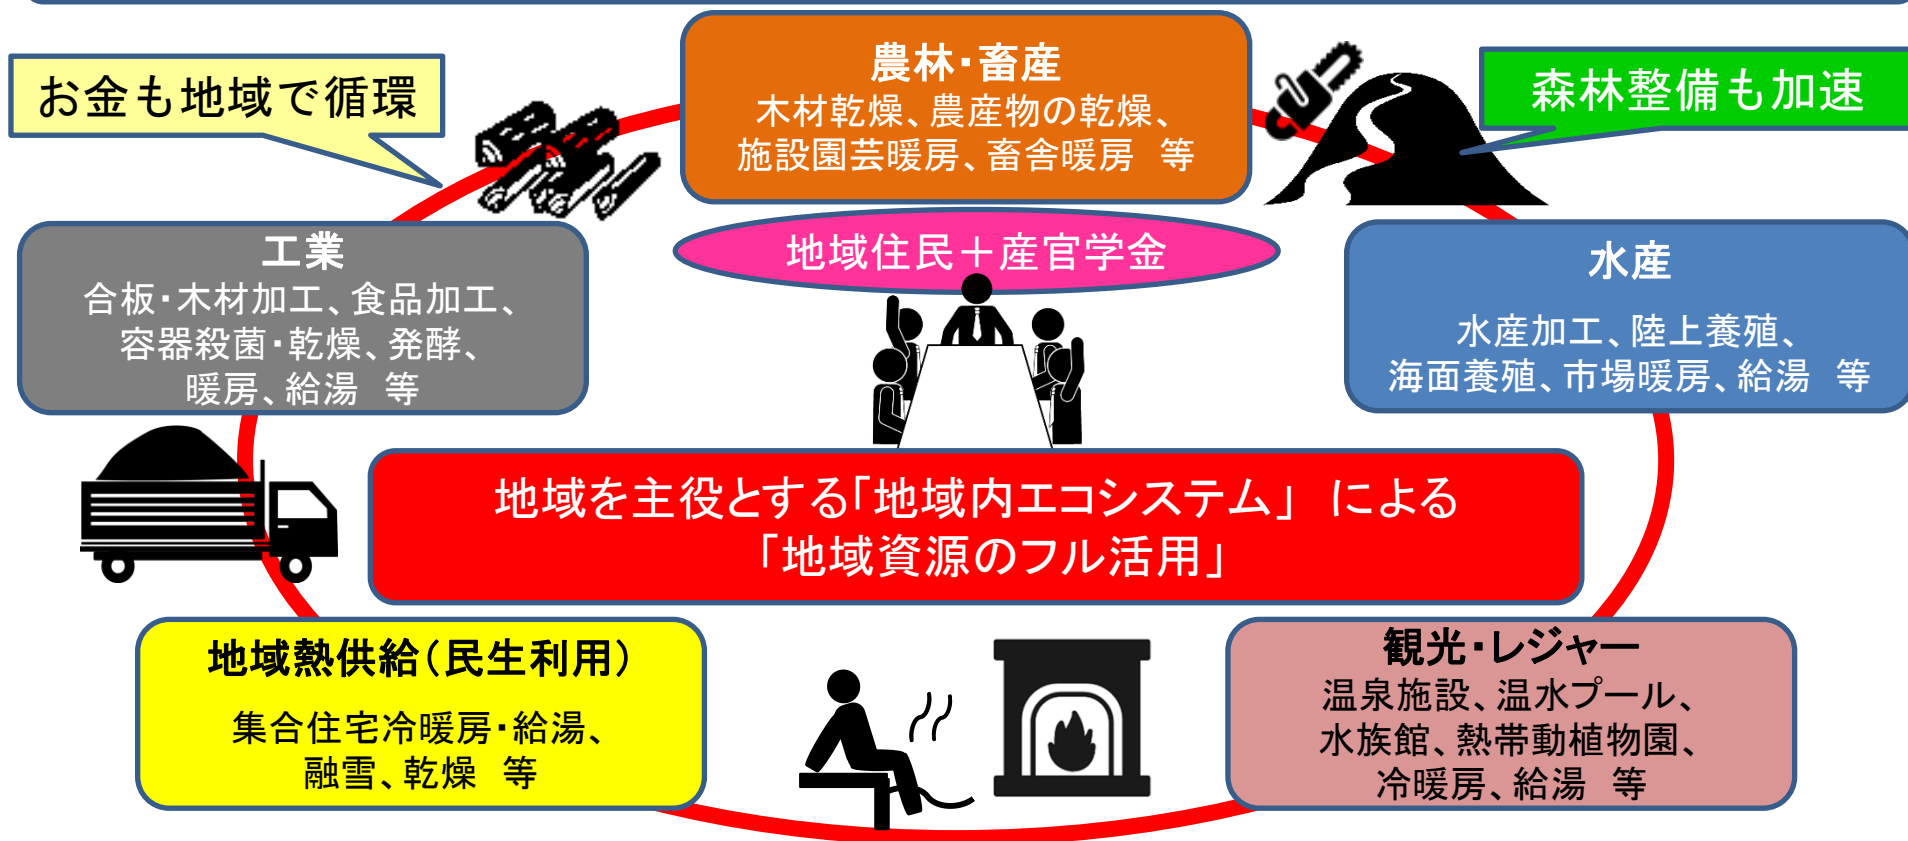 農林・畜産
木材乾燥、農産物の乾燥、
施設園芸暖房、畜舎暖房　等
お金も地域で循環
森林整備も加速
地域住民＋産官学金
工業
合板・木材加工、食品加工、
容器殺菌・乾燥、発酵、
暖房、給湯　等
水産
水産加工、陸上養殖、
海面養殖、市場暖房、給湯　等
地域を主役とする「地域内エコシステム」 による
「地域資源のフル活用」
地域熱供給（民生利用）
集合住宅冷暖房・給湯、
融雪、乾燥　等
観光・レジャー
温泉施設、温水プール、
水族館、熱帯動植物園、
冷暖房、給湯　等